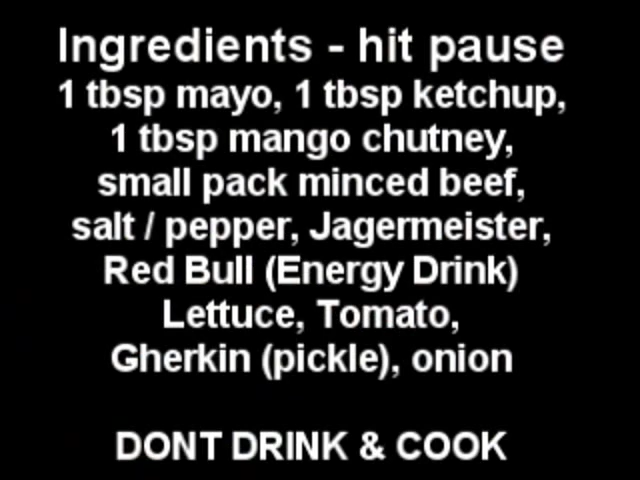 Ingredients - hit pause
1 tbsp mayo, 1 tbsp ketchup,
1 tbsp mango chutney,
small pack minced beef,
salt / pepper, Jagermeister,
Red Bull (Energy Drink)
Lettuce, Tomato,
Gherkin (pickle), onion
DONT DRINK & COOK